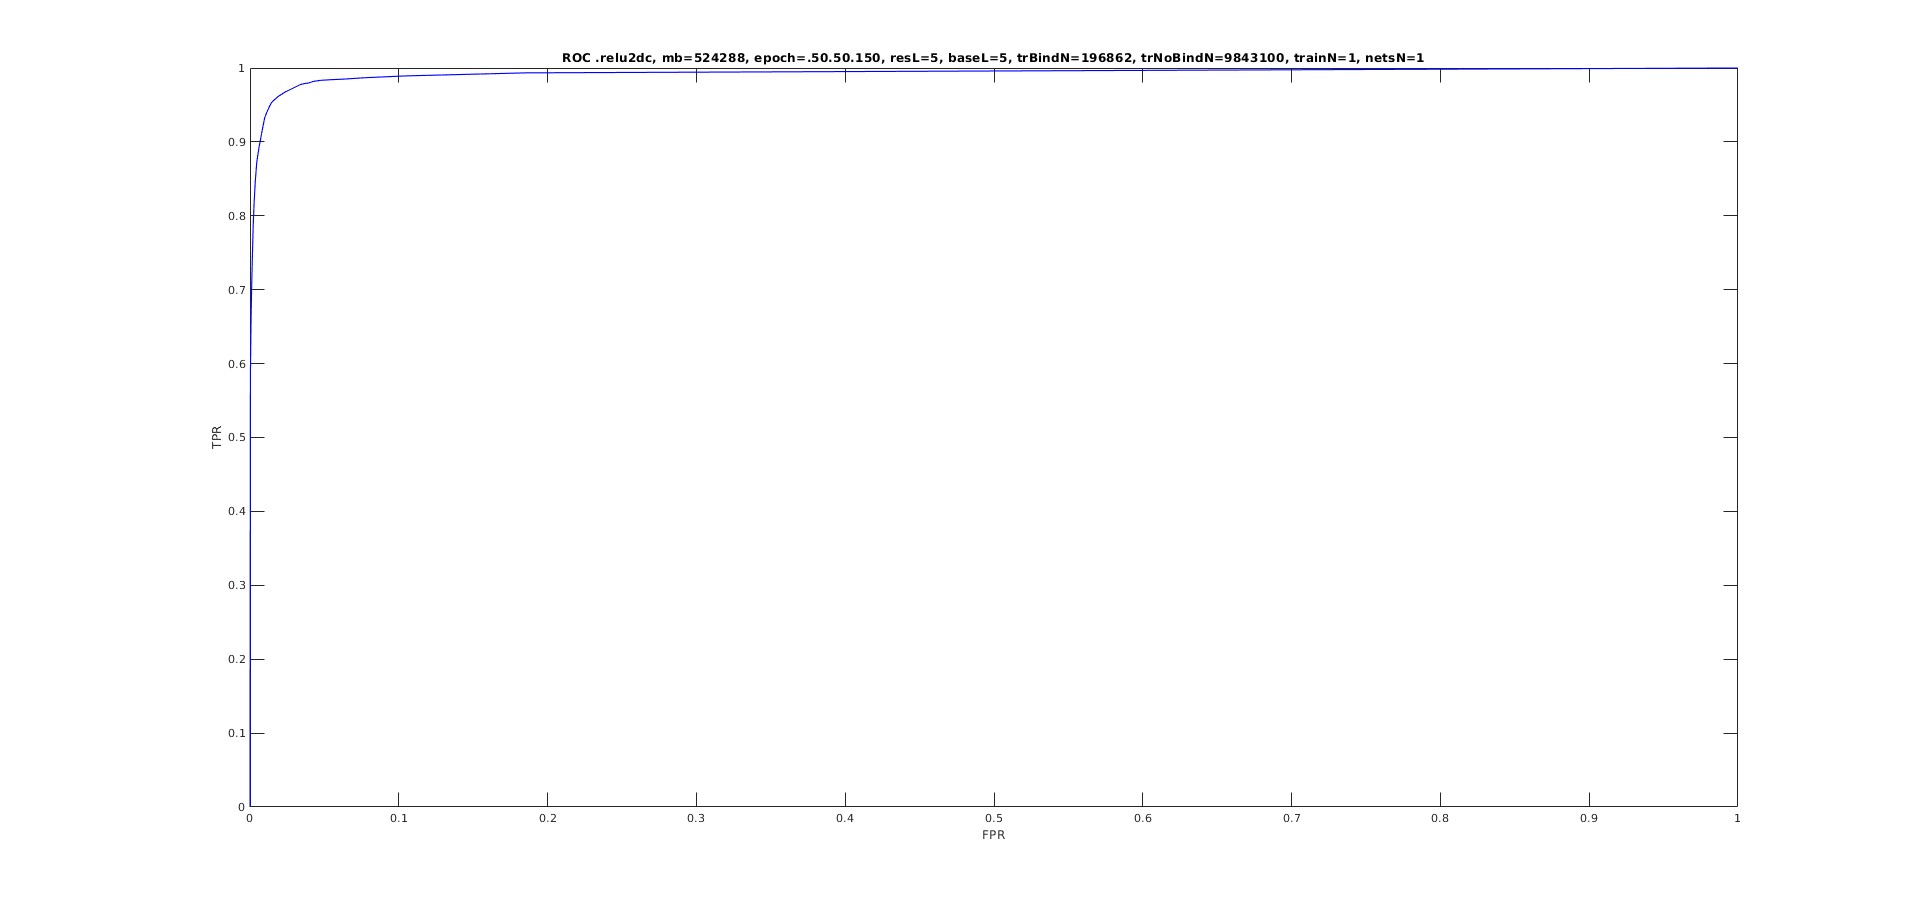 ROC .relu2dc, mb=524288, epoch=.50.50.150, resL=5, baseL=5, trBindN=196862, trNoBindN=9843100, trainN=1, netsN=1
1
0.9
0.8
0.7
0.6
0.5
0.4
0.3
0.2
0.1
0
TPR
0 0.1 0.2 0.3 0.4 0.5 0.6 0.7 0.8 0.9 1
FPR